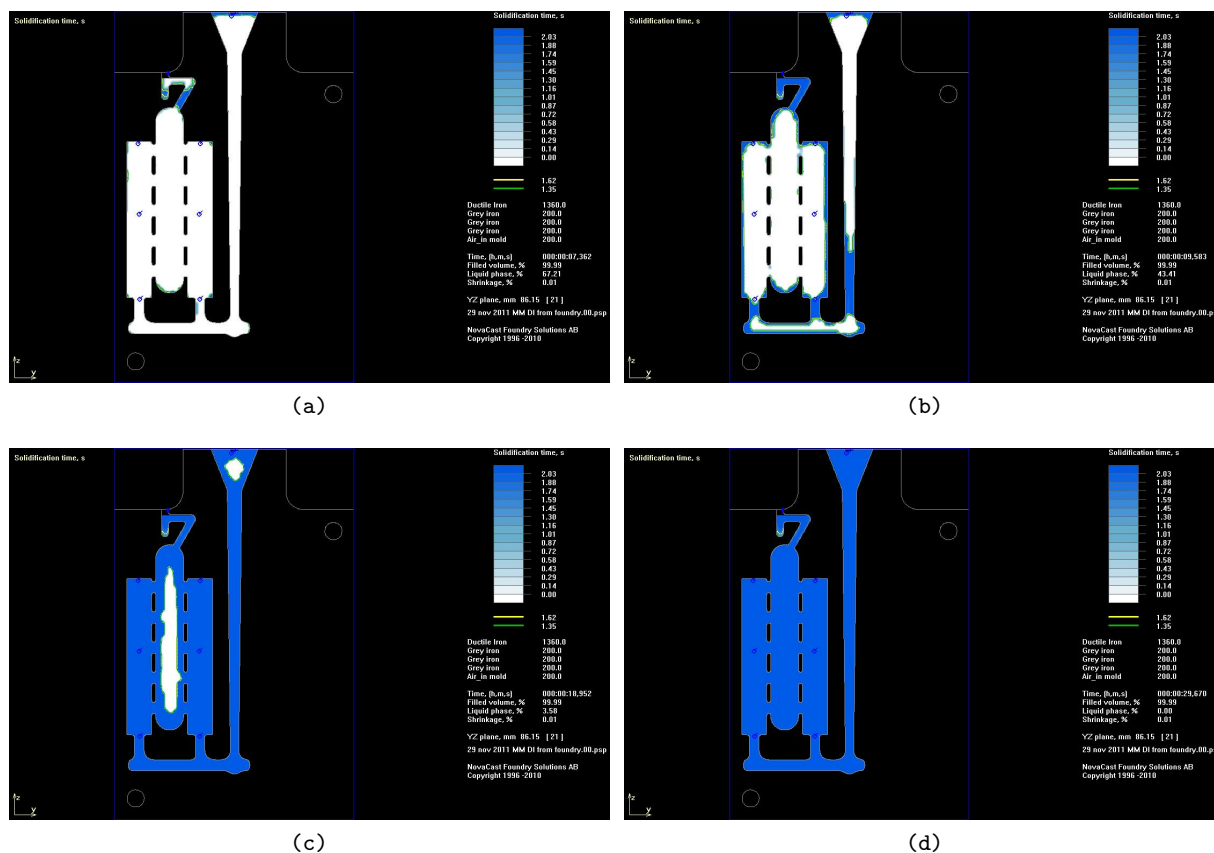 Solidification time, s
Solidification time, s
2.03
1.88
1.74
1.59
1.45
1.30
1.16
1.01
0.87
0.72
0.58
0.43
0.29
0.14
0.00
1.62
1.35
Ductile Iron 1360.0
Grey iron 200.0
Grey iron 200.0
Grey iron 200.0
Air_in mold 200.0
Time, (h,m,s) 000:00:07,362
Filled volume, % 99.99
Liquid phase, % 67.21
Shrinkage, % 0.01
YZ plane, mm 86.15 [ 21 ]
29 nov 2011 MM DI from foundry.00.psp
NovaCast Foundry Solutions AB
Copyright 1996 -2010
z
y
(a)
Solidification time, s
Solidification time, s
2.03
1.88
1.74
1.59
1.45
1.30
1.16
1.01
0.87
0.72
0.58
0.43
0.29
0.14
0.00
1.62
1.35
Ductile Iron 1360.0
Grey iron 200.0
Grey iron 200.0
Grey iron 200.0
Air_in mold 200.0
Time, (h,m,s) 000:00:09,583
Filled volume, % 99.99
Liquid phase, % 43.41
Shrinkage, % 0.01
YZ plane, mm 86.15 [ 21 ]
29 nov 2011 MM DI from foundry.00.psp
NovaCast Foundry Solutions AB
Copyright 1996 -2010
z
y
(b)
Solidification time, s
Solidification time, s
2.03
1.88
1.74
1.59
1.45
1.30
1.16
1.01
0.87
0.72
0.58
0.43
0.29
0.14
0.00
1.62
1.35
Ductile Iron 1360.0
Grey iron 200.0
Grey iron 200.0
Grey iron 200.0
Air_in mold 200.0
Time, (h,m,s) 000:00:18,952
Filled volume, % 99.99
Liquid phase, % 3.58
Shrinkage, % 0.01
YZ plane, mm 86.15 [ 21 ]
29 nov 2011 MM DI from foundry.00.psp
NovaCast Foundry Solutions AB
Copyright 1996 -2010
z
y
(c)
Solidification time, s
Solidification time, s
2.03
1.88
1.74
1.59
1.45
1.30
1.16
1.01
0.87
0.72
0.58
0.43
0.29
0.14
0.00
1.62
1.35
Ductile Iron 1360.0
Grey iron 200.0
Grey iron 200.0
Grey iron 200.0
Air_in mold 200.0
Time, (h,m,s) 000:00:29,670
Filled volume, % 99.99
Liquid phase, % 0.00
Shrinkage, % 0.01
YZ plane, mm 86.15 [ 21 ]
29 nov 2011 MM DI from foundry.00.psp
NovaCast Foundry Solutions AB
Copyright 1996 -2010
z
y
(d)